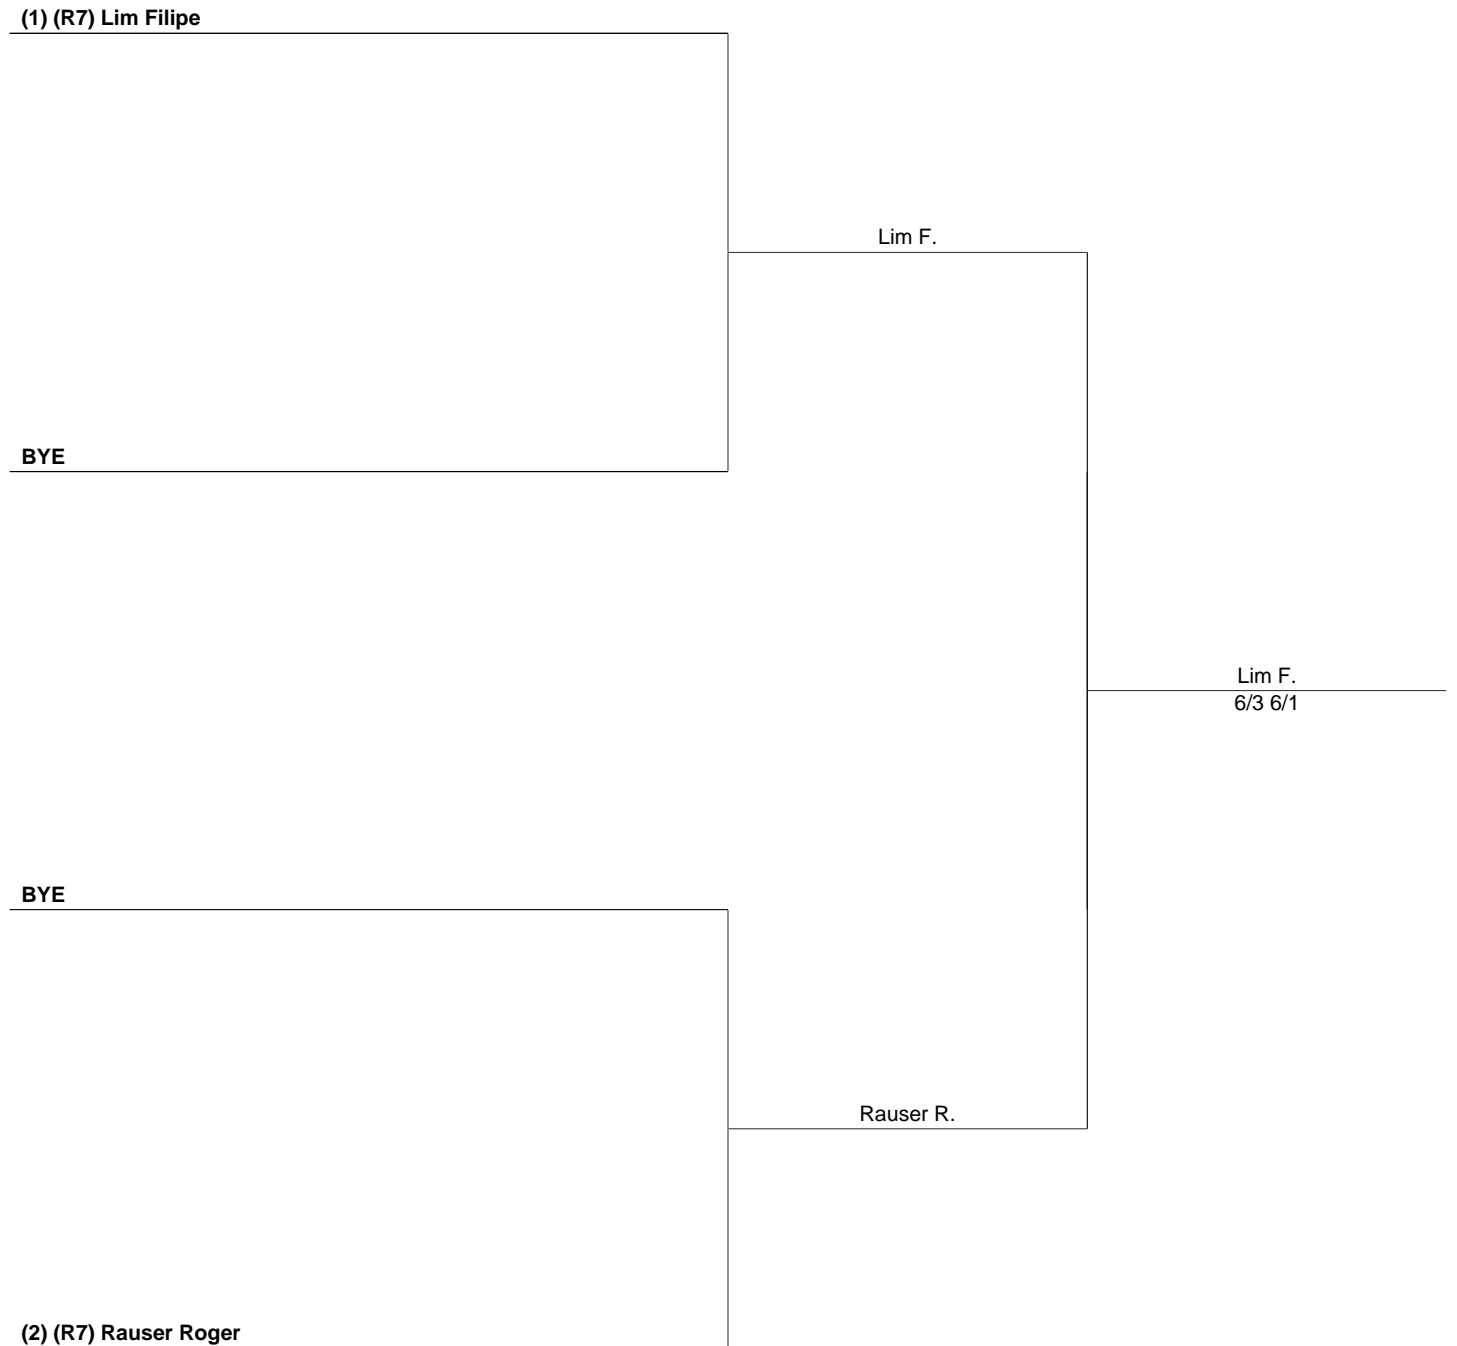 (1) (R7) Lim Filipe
Lim F.
BYE
Lim F.
6/3 6/1
BYE
Rauser R.
(2) (R7) Rauser Roger